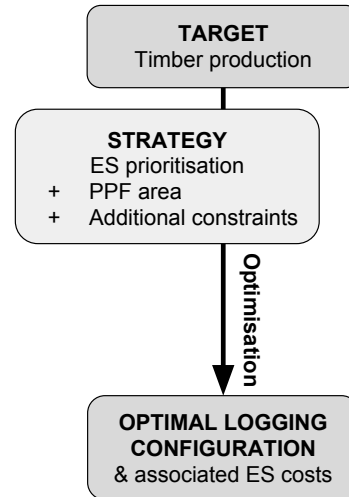 TARGET
Timber production
STRATEGY
ES prioritisation
+ PPF area
+ Additional constraints
Optimisation
OPTIMAL LOGGING
CONFIGURATION
& associated ES costs